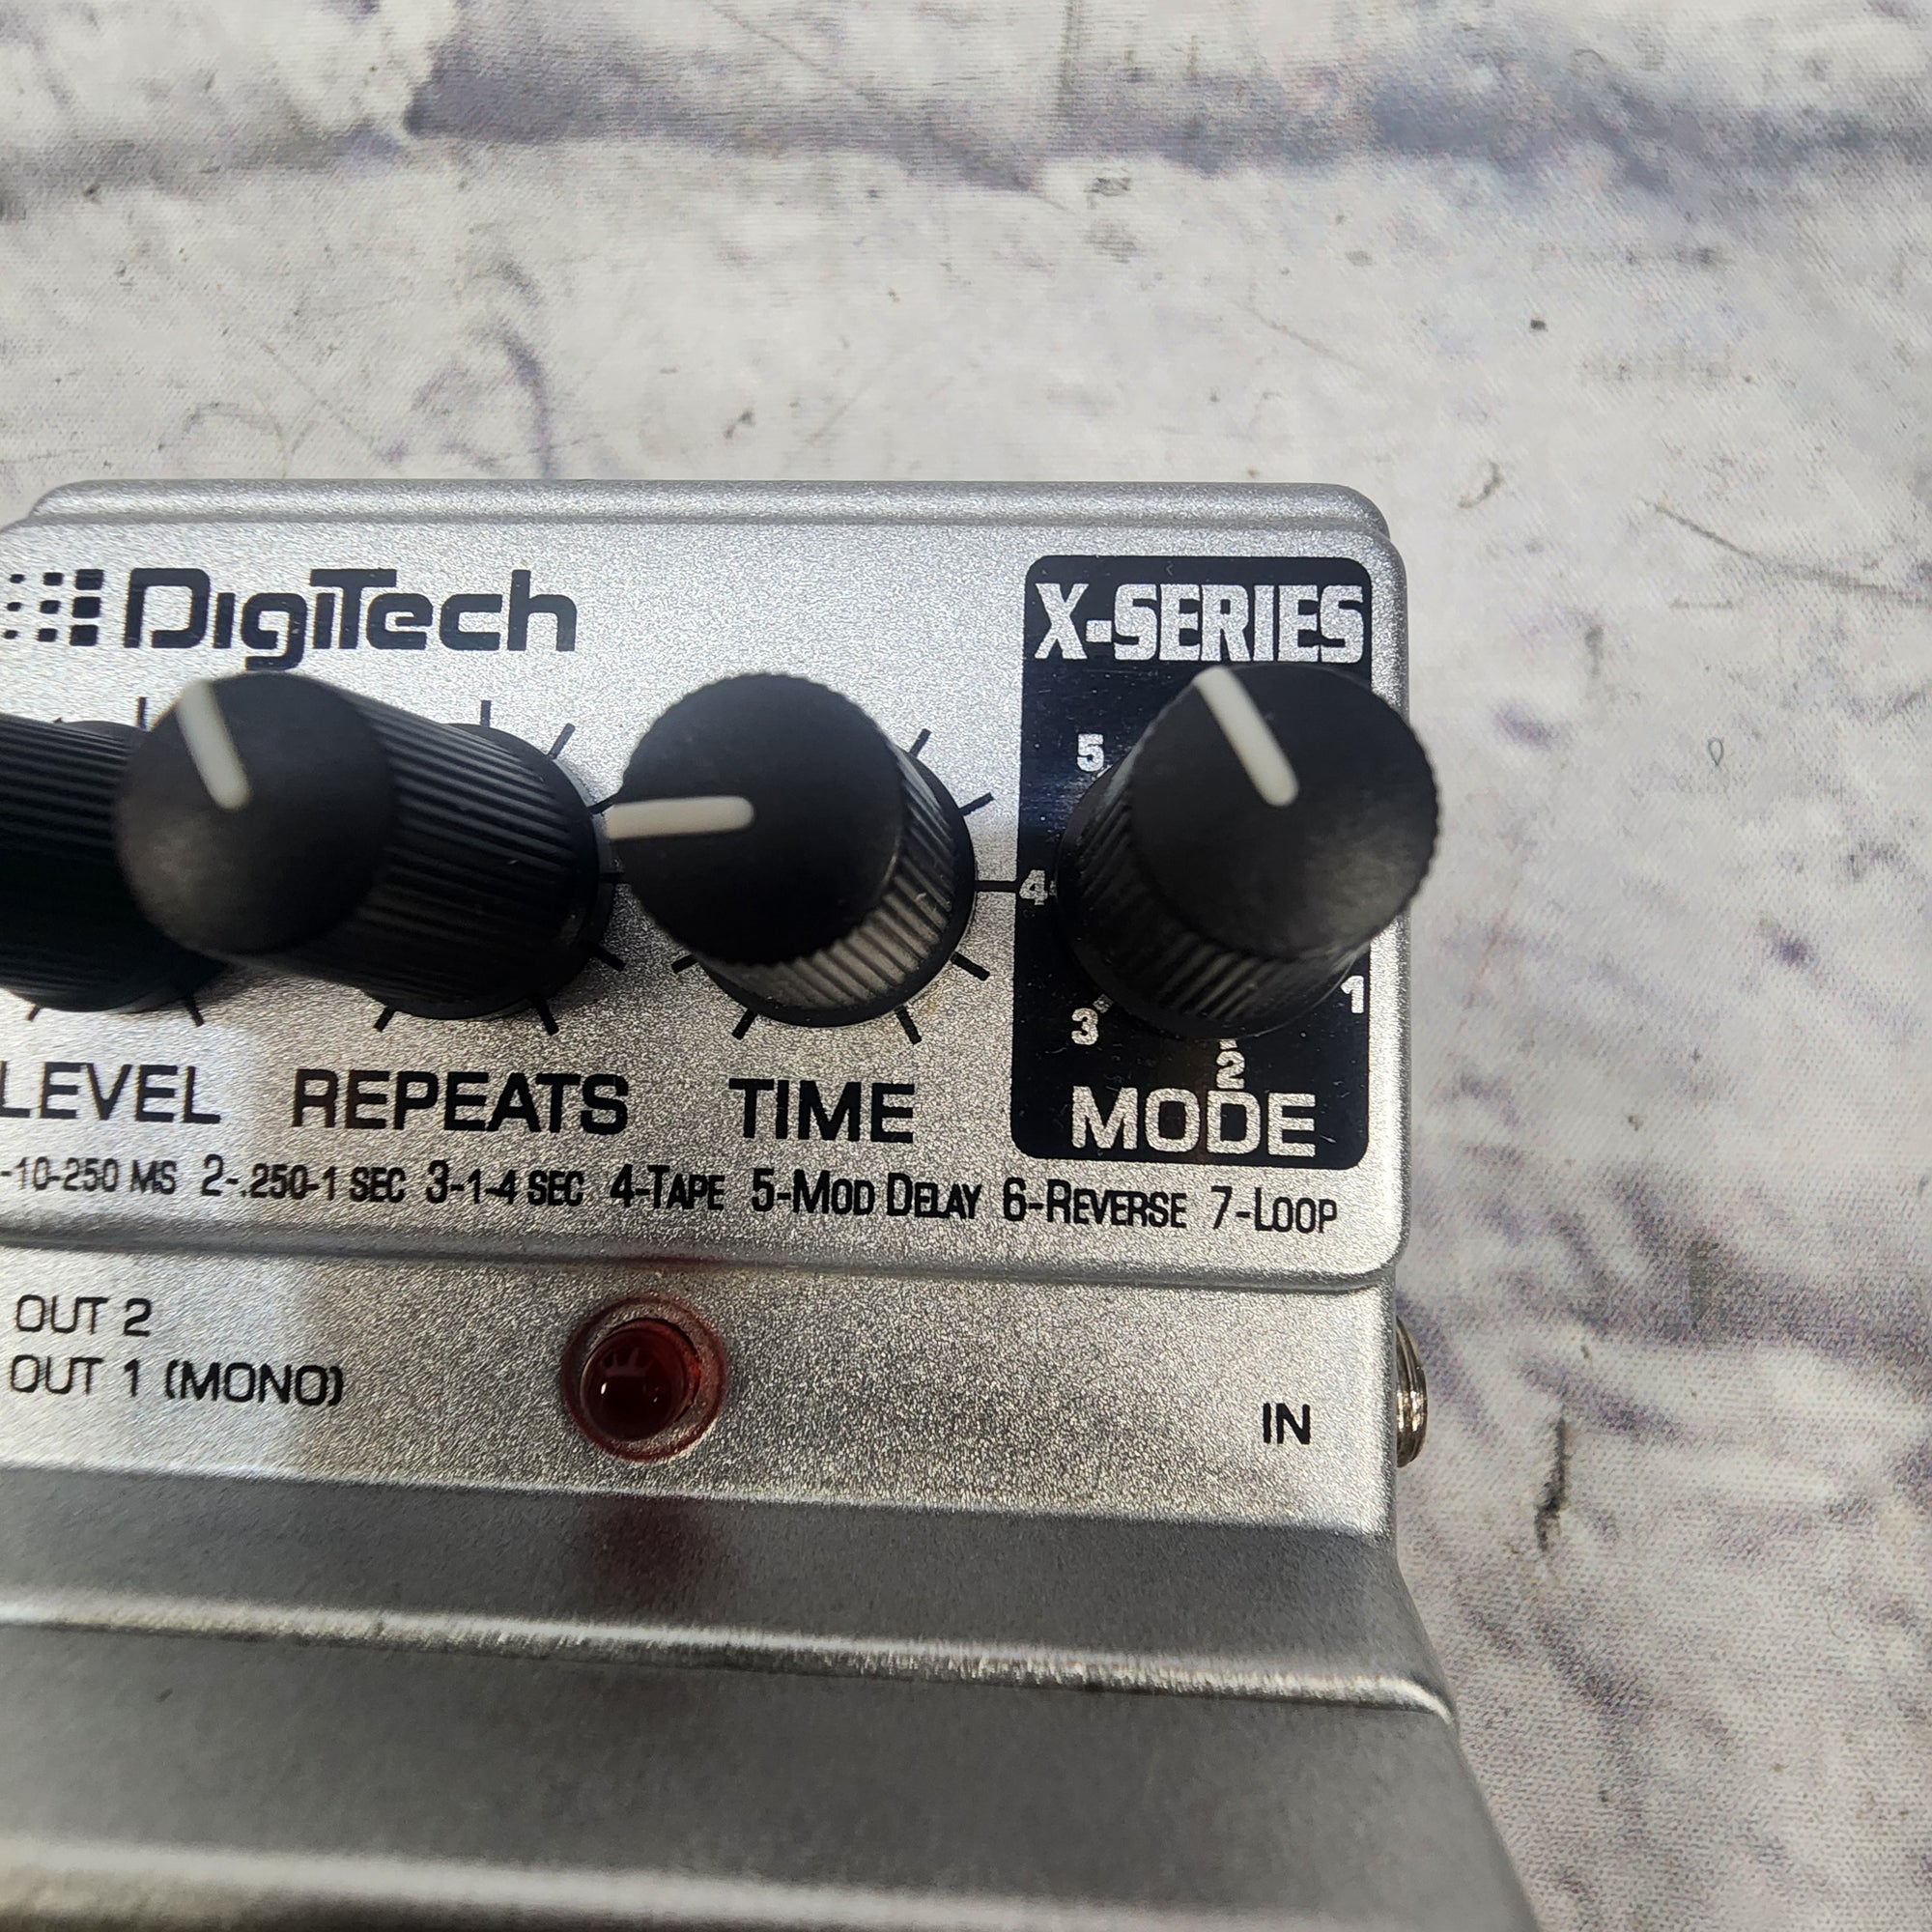 DigiTech
X-SERIES
5
4
3
2
1
LEVEL REPEATS TIME MODE
-10-250 MS 2-.250-1 SEC 3-1-4 SEC 4-TAPE 5-MOD DELAY 6-REVERSE 7-LOOP
OUT 2
OUT 1 (MONO)
IN